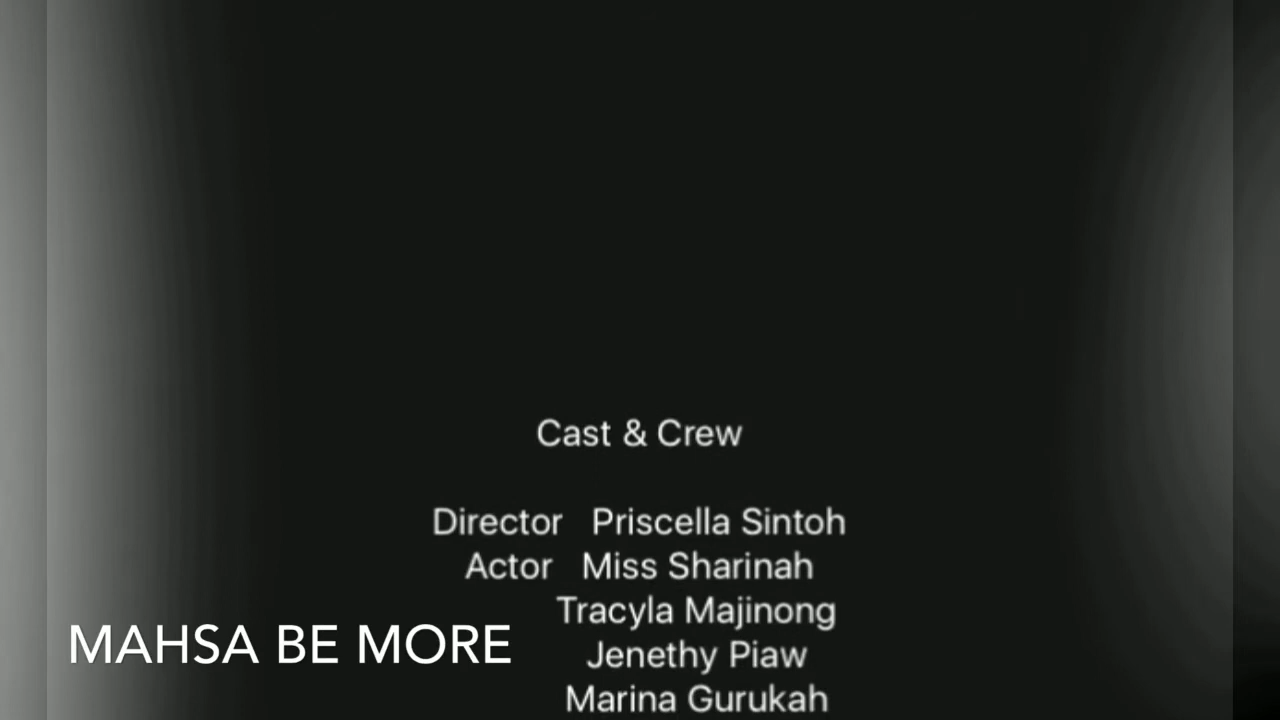 Cast & Crew
Director Priscella Sintoh
Actor Miss Sharinah
Tracyla Majinong
Jenethy Piaw
Marina Gurukah
MAHSA BE MORE